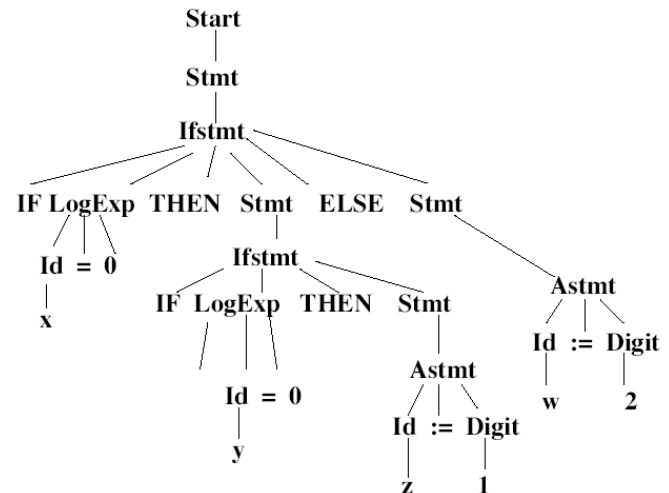 Start
Stmt
Ifstmt
IF LogExp THEN Stmt ELSE Stmt
Id = 0
Ifstmt
x
IF LogExp THEN Stmt
Astmt
Id := Digit
Astmt
Id = 0
w 2
Id := Digit
y
z 1